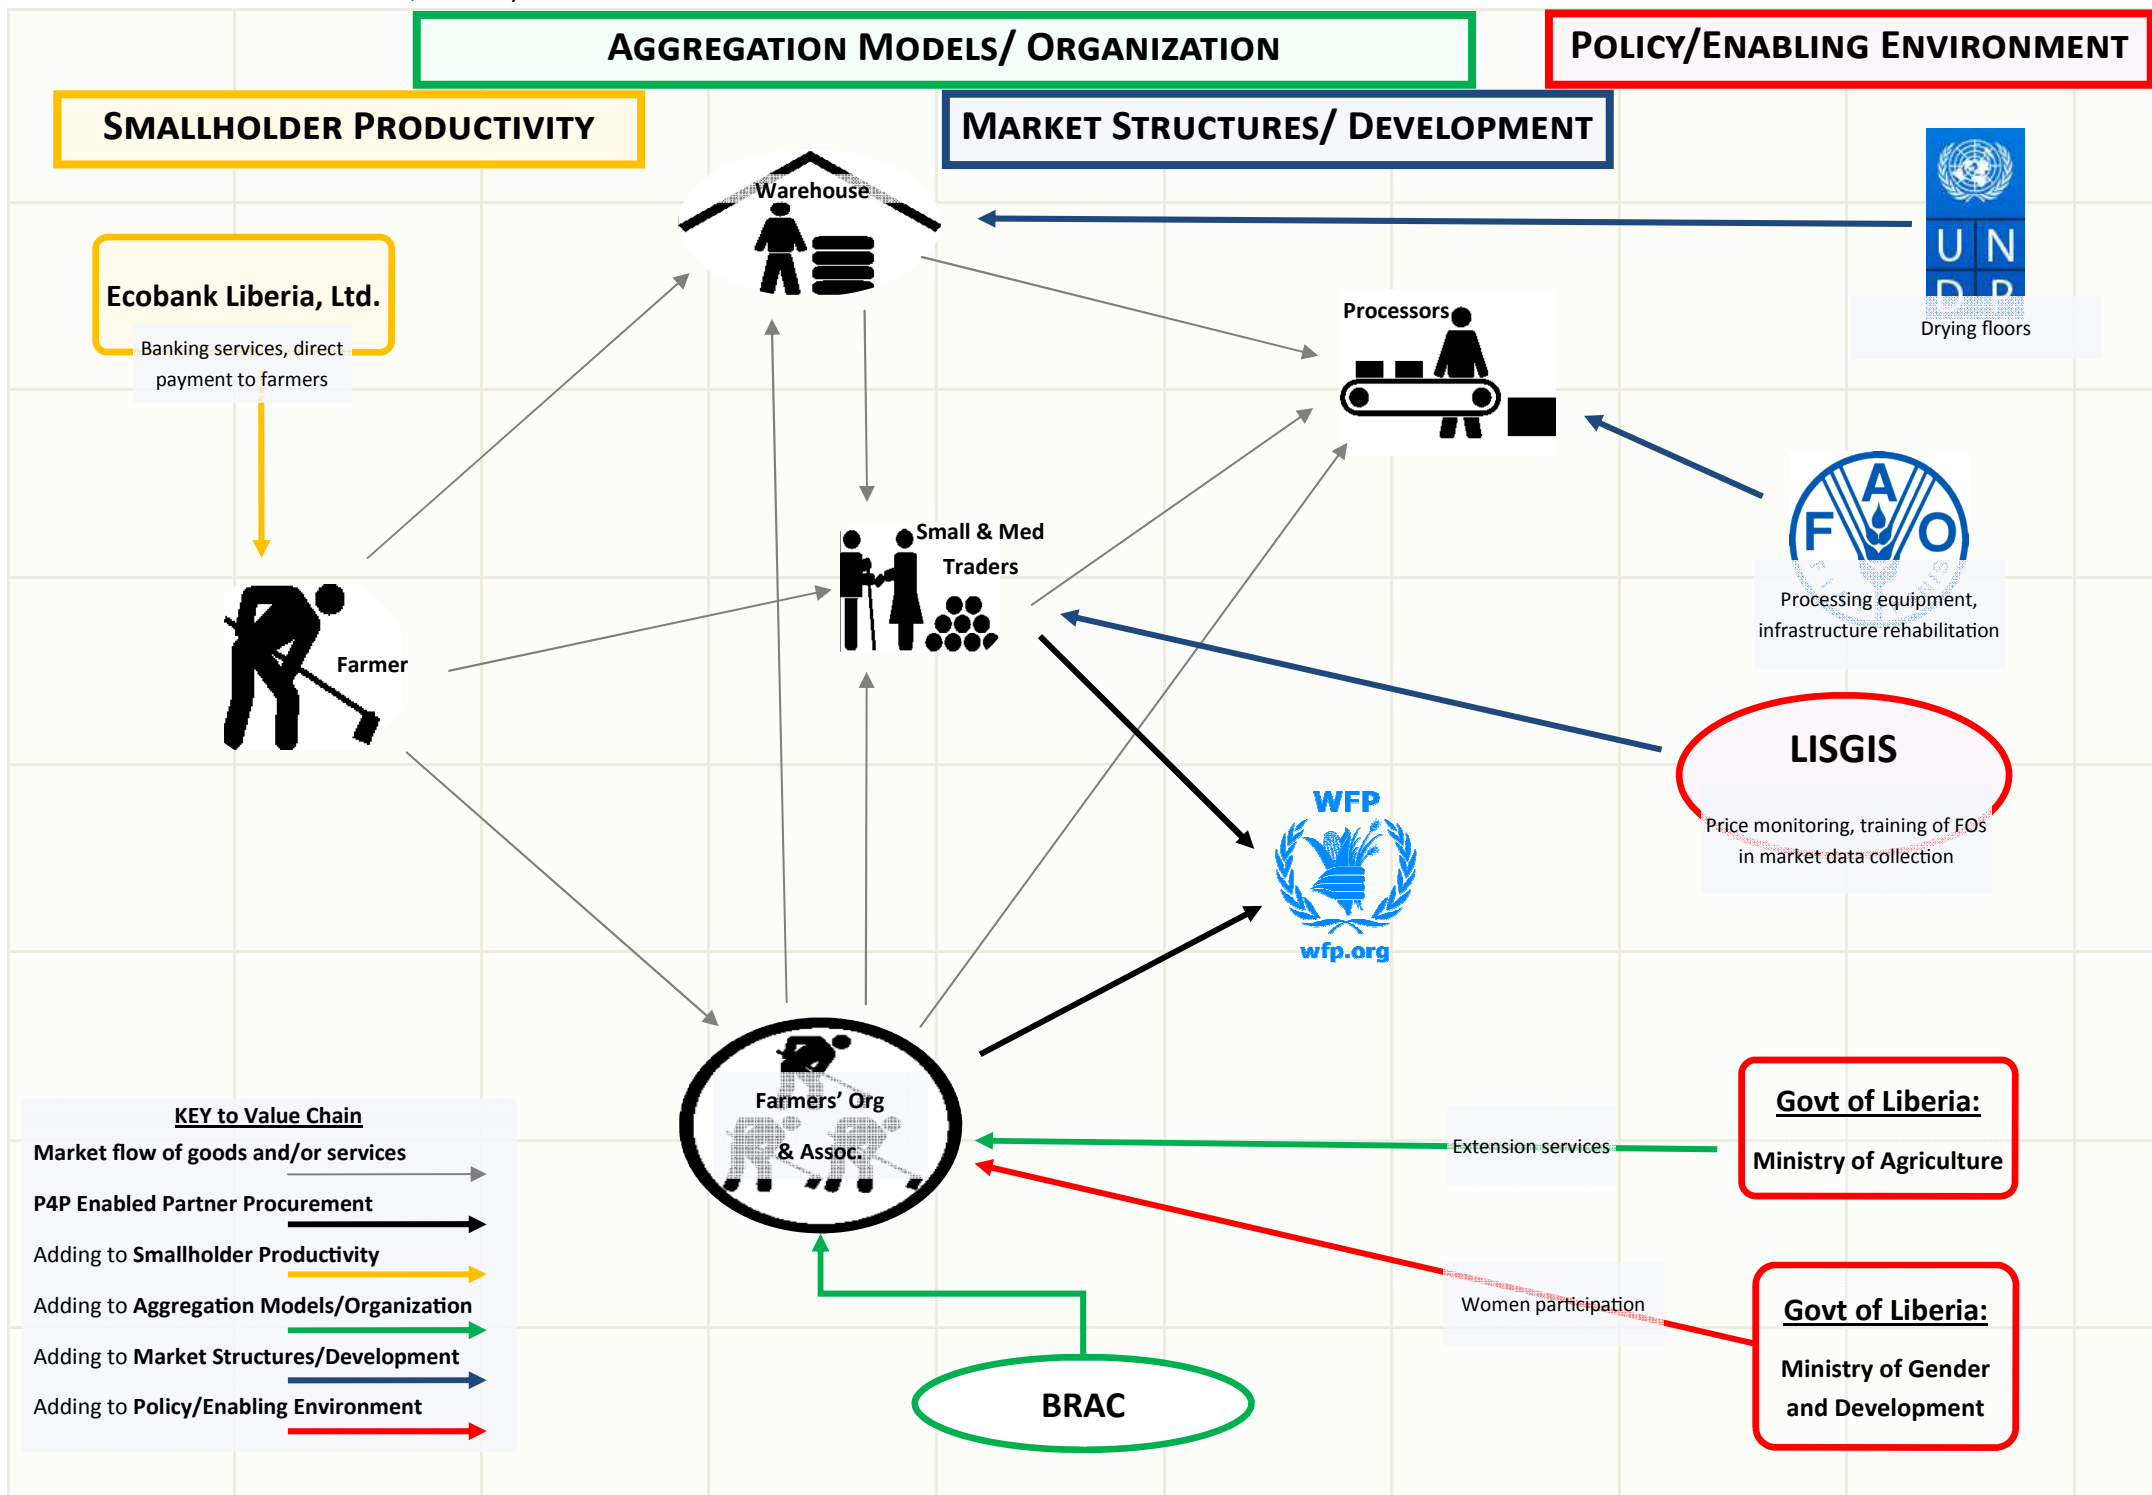 AGGREGATION MODELS/ ORGANIZATION
POLICY/ENABLING ENVIRONMENT
SMALLHOLDER PRODUCTIVITY
MARKET STRUCTURES/ DEVELOPMENT
Warehouse
U N
D P
Drying floors
Ecobank Liberia, Ltd.
Banking services, direct
payment to farmers
Processors
F A O
Processing equipment,
infrastructure rehabilitation
Small & Med
Traders
Farmer
LISGIS
Price monitoring, training of FOs
in market data collection
WFP
wfp.org
Farmers' Org
& Assoc.
Extension services
Govt of Liberia:
Ministry of Agriculture
Women participation
Govt of Liberia:
Ministry of Gender
and Development
BRAC
KEY to Value Chain
Market flow of goods and/or services
P4P Enabled Partner Procurement
Adding to Smallholder Productivity
Adding to Aggregation Models/Organization
Adding to Market Structures/Development
Adding to Policy/Enabling Environment